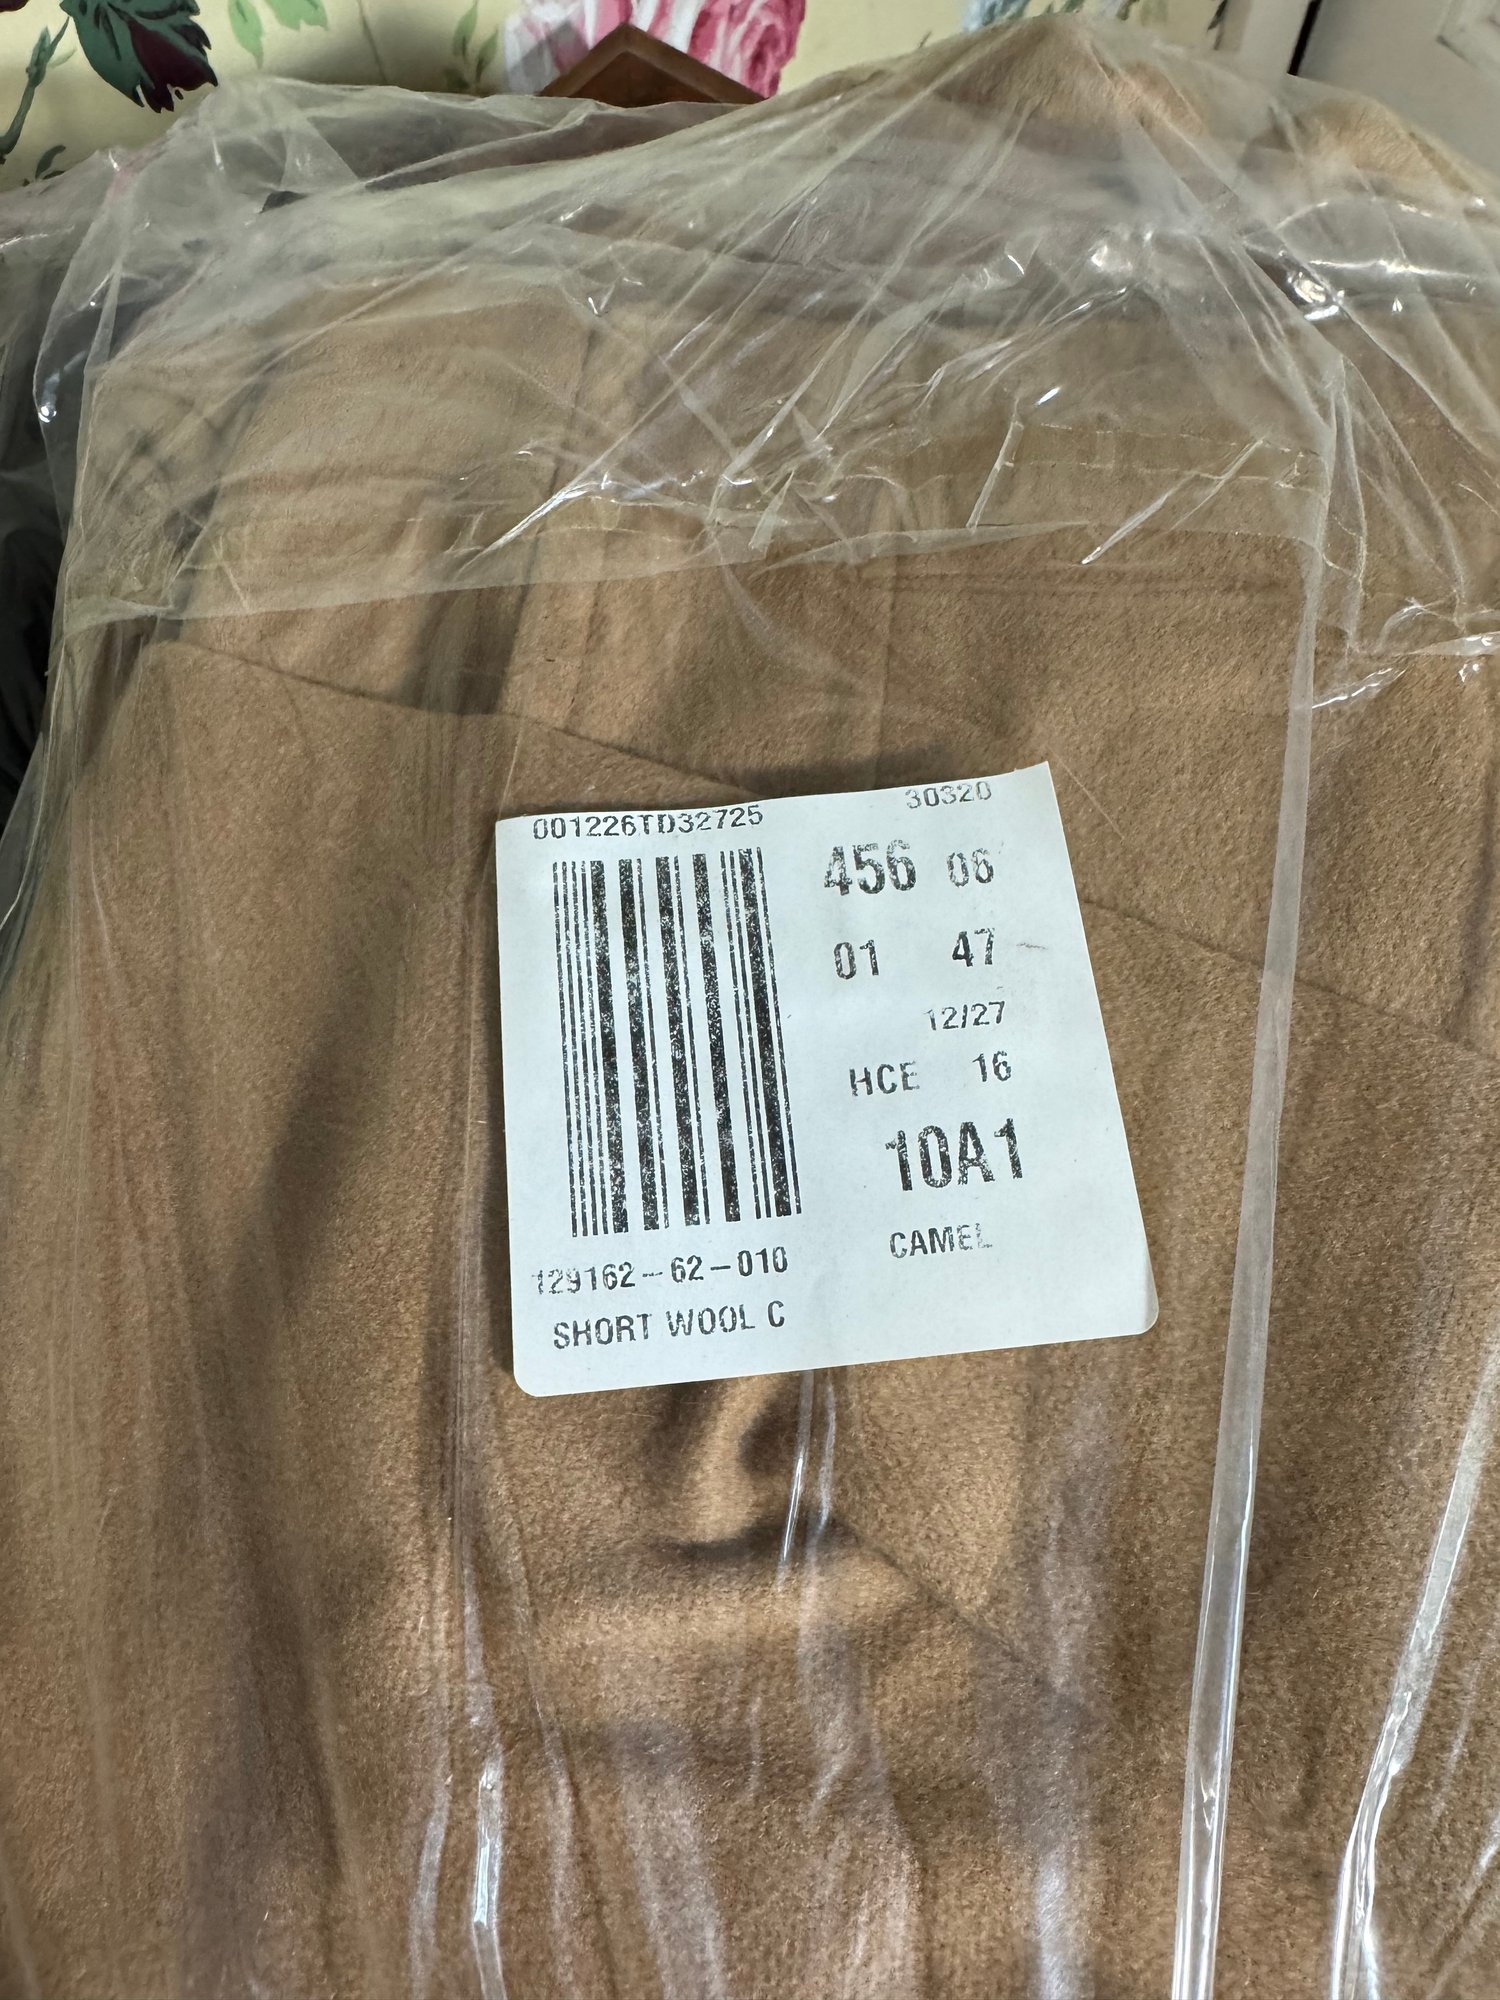 001226TD32725 30320
456 06
01 47
12/27
HCE 16
10A1
129162-62-010 CAMEL
SHORT WOOL C